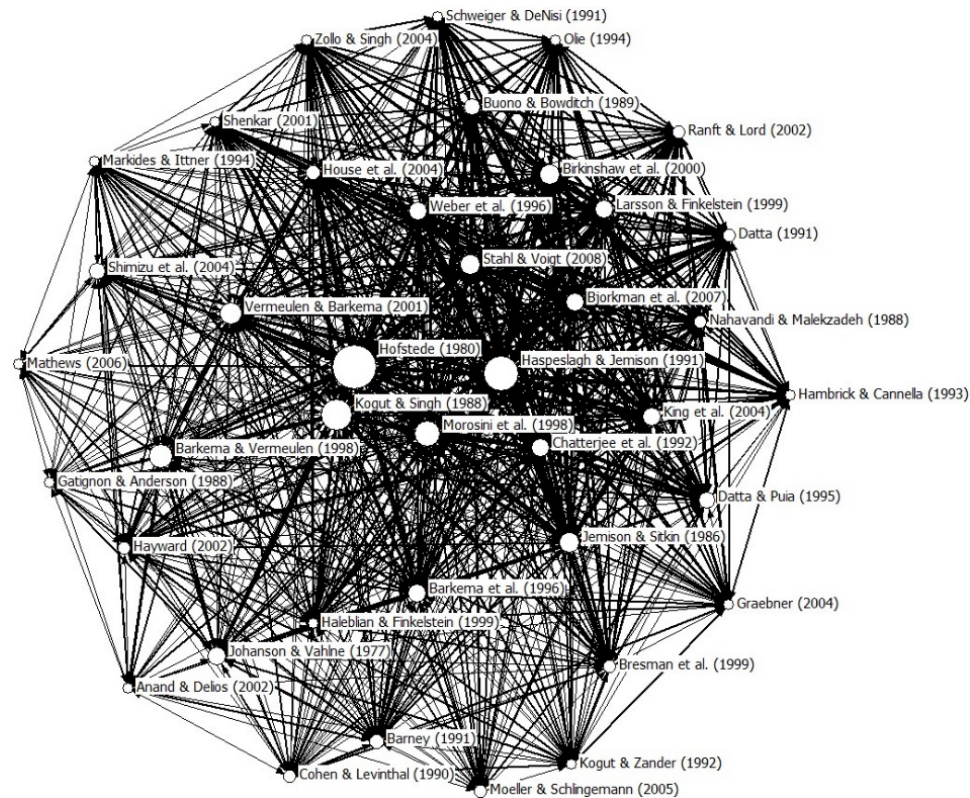 Schweiger & DeNisi (1991)
Zollo & Singh (2004)
Olie (1994)
Buono & Bowditch (1989)
Shenkar (2001)
Ranft & Lord (2002)
Markides & Ittner (1994)
House et al. (2004)
Birkinshaw et al. (2000)
Weber et al. (1996)
Larsson & Finkelstein (1999)
Datta (1991)
Stahl & Voigt (2008)
Shimizu et al. (2004)
Bjorkman et al. (2007)
Vermeulen & Barkema (2001)
Nahavandi & Malekzadeh (1988)
Hofstede (1980)
Haspeslagh & Jemison (1991)
Mathews (2006)
Hambrick & Cannella (1993)
Kogut & Singh (1988)
King et al. (2004)
Morosini et al. (1998)
Chatterjee et al. (1992)
Barkema & Vermeulen (1998)
Gatignon & Anderson (1988)
Datta & Puia (1995)
Jemison & Sitkin (1986)
Hayward (2002)
Barkema et al. (1996)
Graebner (2004)
Haleblian & Finkelstein (1999)
Johanson & Vahlne (1977)
Bresman et al. (1999)
Anand & Delios (2002)
Barney (1991)
Kogut & Zander (1992)
Cohen & Levinthal (1990)
Moeller & Schlingemann (2005)